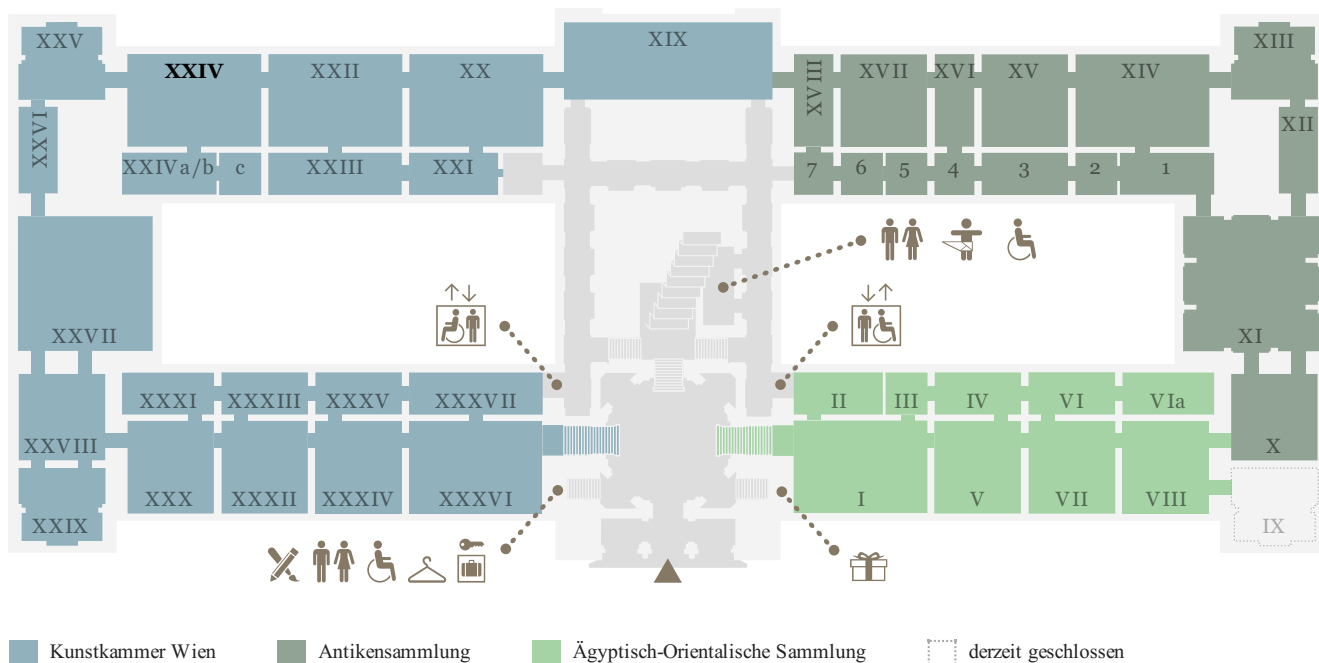 XXV
XXIV
XXII
XX
XIX
XVIII
XVII
XVI
XV
XIV
XIII
XXVI
XII
XXIVa/b
c
XXIII
XXI
7
6
5
4
3
2
1
XXVII
XI
XXXI
XXXIII
XXXV
XXXVII
II
III
IV
VI
VIa
XXVIII
X
XXX
XXXII
XXXIV
XXXVI
I
V
VII
VIII
XXIX
IX
Kunstkammer Wien
Antikensammlung
Ägyptisch-Orientalische Sammlung
derzeit geschlossen